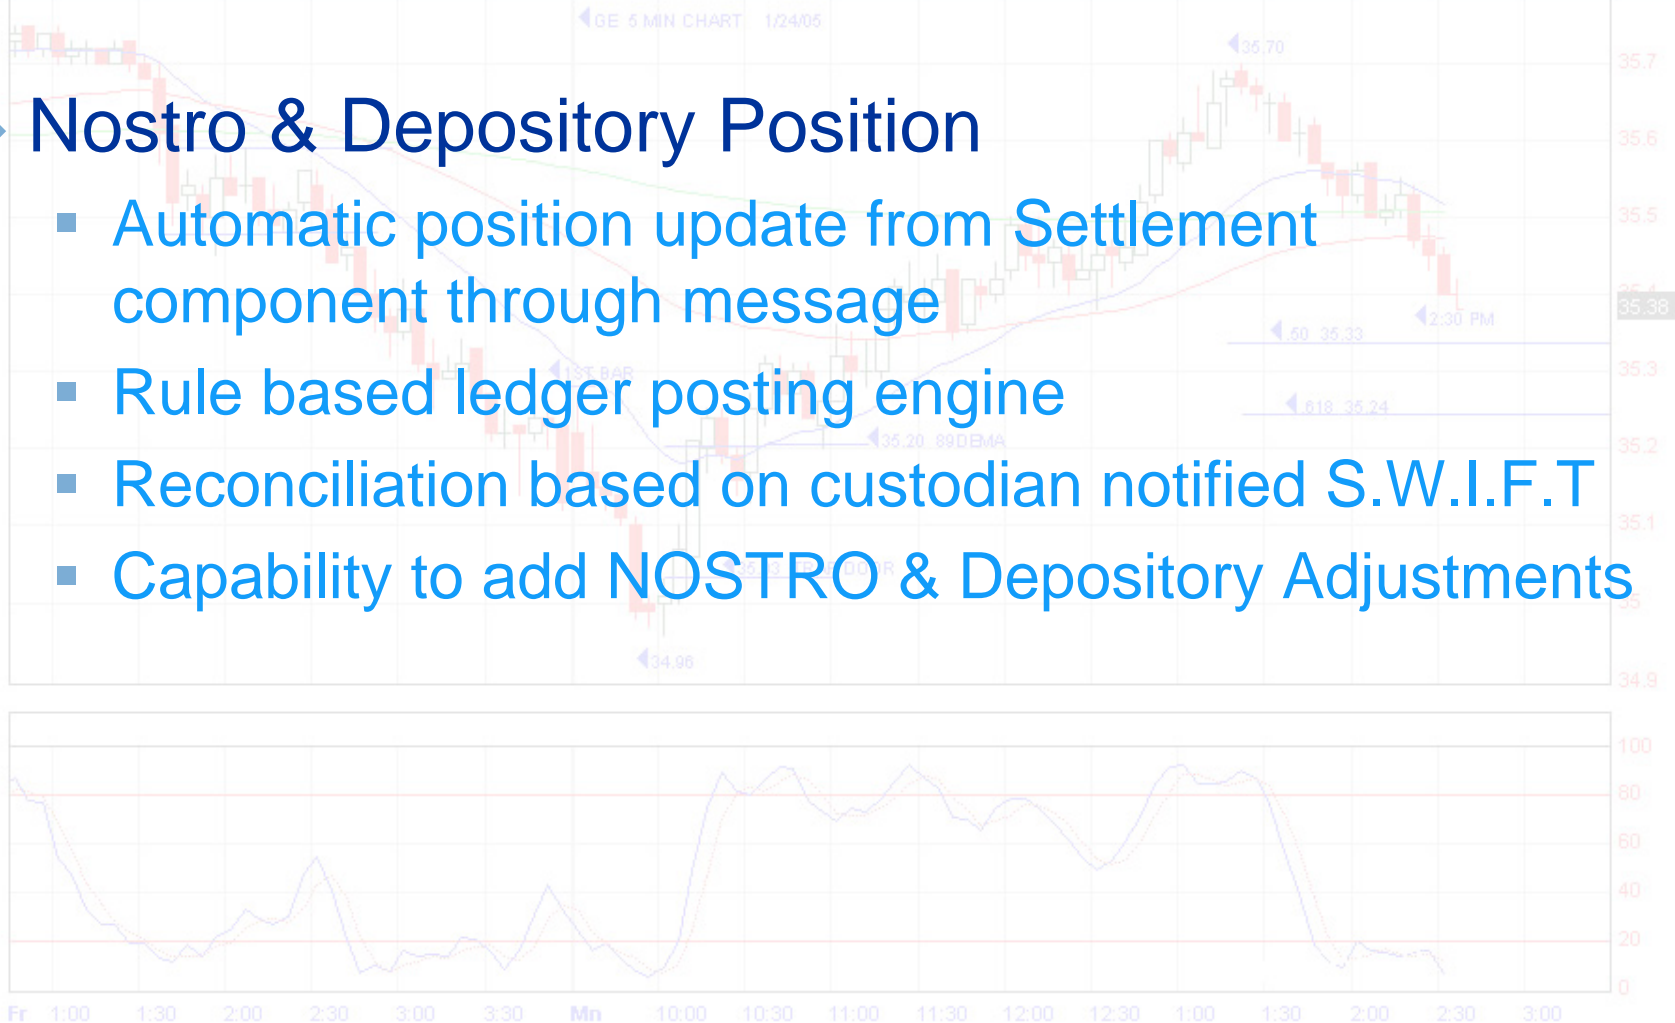 GE 5 MIN CHART 1/24/05
35.70
35.7
Nostro & Depository Position
35.6
Automatic position update from Settlement
35.5
component through message
35.38
2:30 PM
.50 35.33
1ST BAR
35.3
Rule based ledger posting engine
.618 35.24
35.20 89DEMA
35.2
Reconciliation based on custodian notified S.W.I.F.T
35.1
Capability to add NOSTRO & Depository Adjustments
35
34.98
34.9
100
80
60
40
20
0
Fr 1:00 1:30 2:00 2:30 3:00 3:30 Mn 10:00 10:30 11:00 11:30 12:00 12:30 1:00 1:30 2:00 2:30 3:00